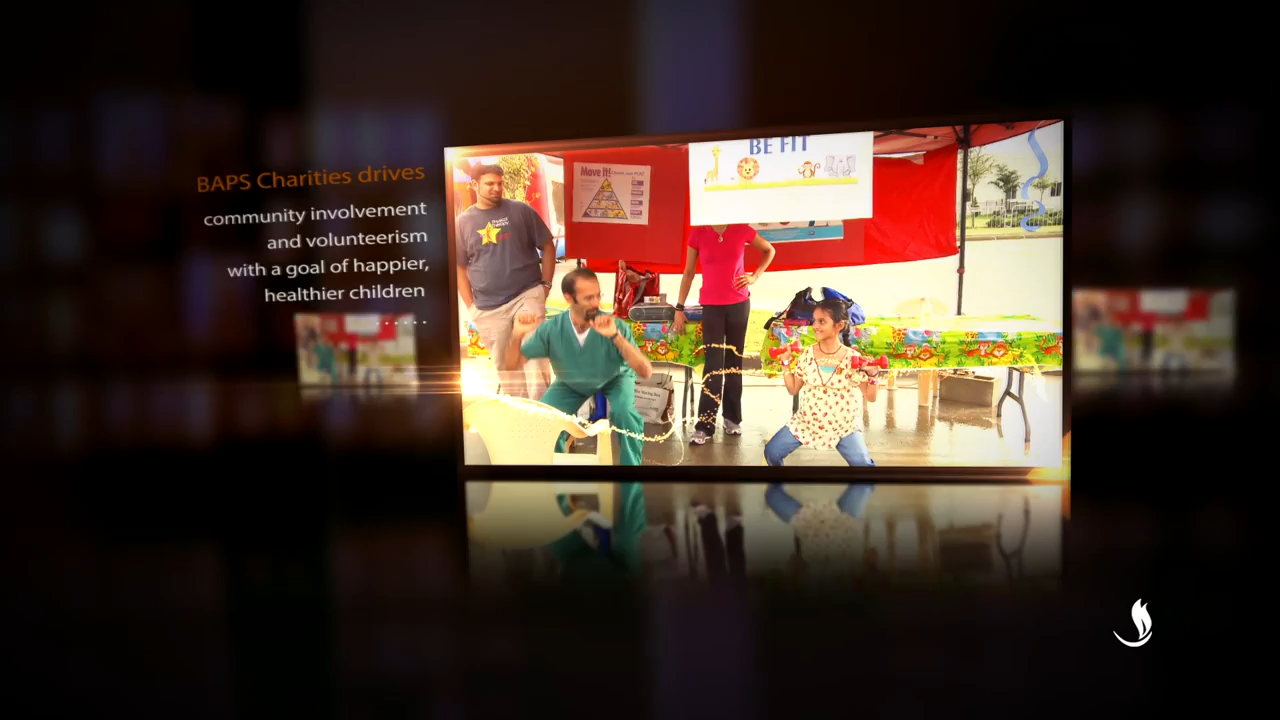 BAPS Charities drives
community involvement
and volunteerism
with a goal of happier,
healthier children
......
BE FIT
Move it!